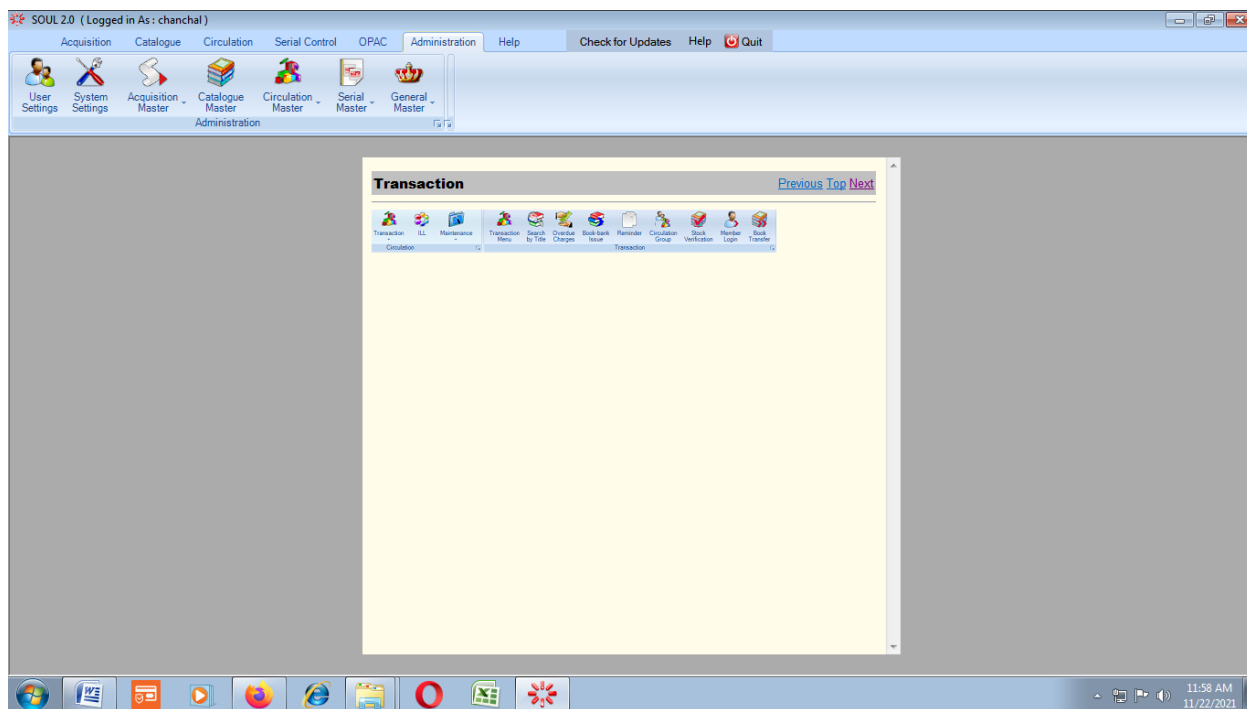 SOUL 2.0 ( Logged in As : chanchal )
Acquisition Catalogue Circulation Serial Control OPAC Administration Help Check for Updates Help Quit
User Settings System Settings Acquisition Master Catalogue Master Circulation Master Serial Master General Master
Administration
Transaction Previous Top Next
Transaction ILL Maintenance Transaction Menu Search by Title Overdue Charges Book-bank Issue Reminder Circulation Group Stock Verification Member Login Book Transfer
Circulation Transaction
11:58 AM
11/22/2021